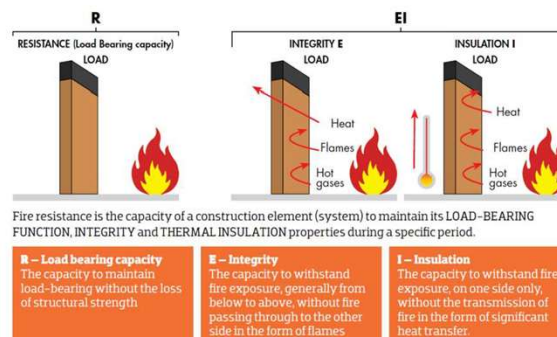 R
EI
RESISTANCE (Load Bearing capacity)
LOAD
INTEGRITY E
LOAD
INSULATION I
LOAD
Heat
Flames
Hot
gases
Heat
Flames
Hot
gases
Fire resistance is the capacity of a construction element (system) to maintain its LOAD-BEARING
FUNCTION, INTEGRITY and THERMAL INSULATION properties during a specific period.
R – Load bearing capacity
The capacity to maintain
load-bearing without the loss
of structural strength
E – Integrity
The capacity to withstand
fire exposure, generally from
below to above, without fire
passing through to the other
side in the form of flames
I – Insulation
The capacity to withstand fire
exposure, on one side only,
without the transmission of
fire in the form of significant
heat transfer.